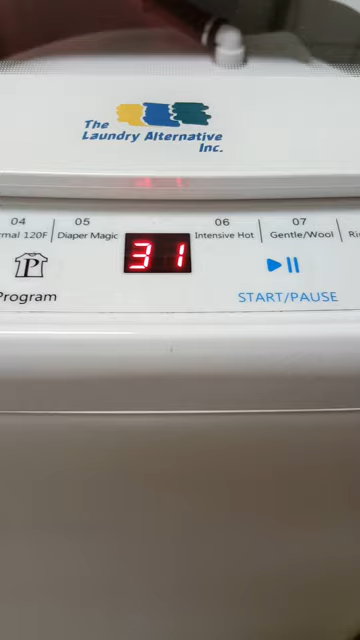 The
Laundry Alternative
Inc.
04 05 06 07
Diaper Magic Intensive Hot Gentle/Wool
120F
31
P
Program START/PAUSE